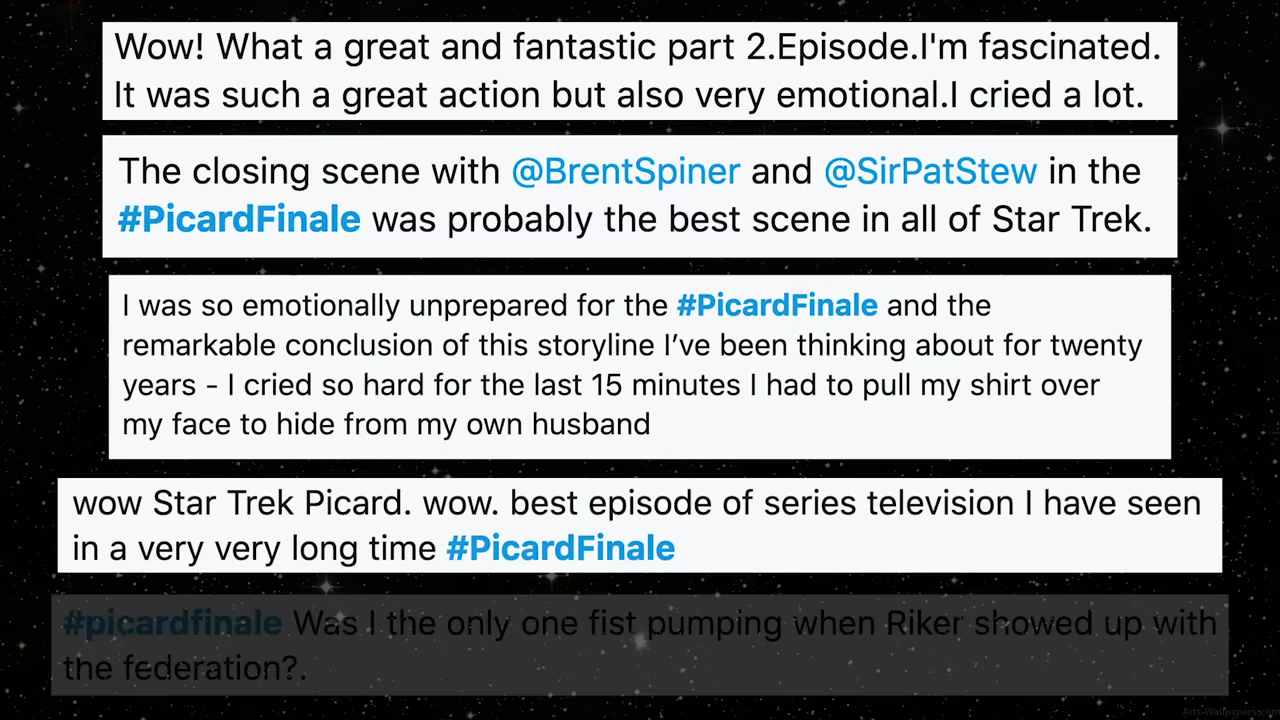 Wow! What a great and fantastic part 2.Episode.I'm fascinated.
It was such a great action but also very emotional.I cried a lot.
The closing scene with @BrentSpiner and @SirPatStew in the
#PicardFinale was probably the best scene in all of Star Trek.
I was so emotionally unprepared for the #PicardFinale and the
remarkable conclusion of this storyline I’ve been thinking about for twenty
years - I cried so hard for the last 15 minutes I had to pull my shirt over
my face to hide from my own husband
wow Star Trek Picard. wow. best episode of series television I have seen
in a very very long time #PicardFinale
#picardfinale Was I the only one fist pumping when Riker showed up with
the federation?.
Arts-Wallpapers.com